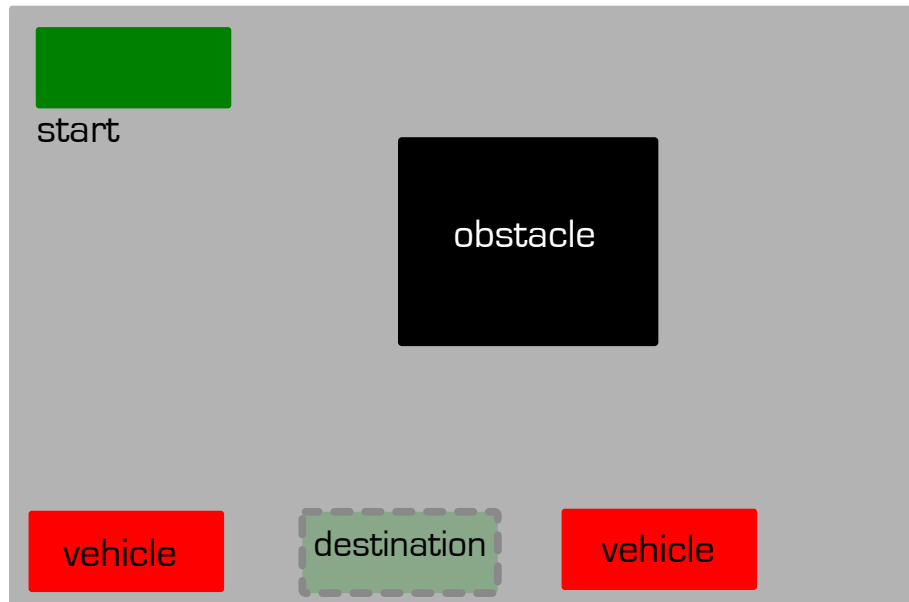 start
obstacle
vehicle
destination
vehicle